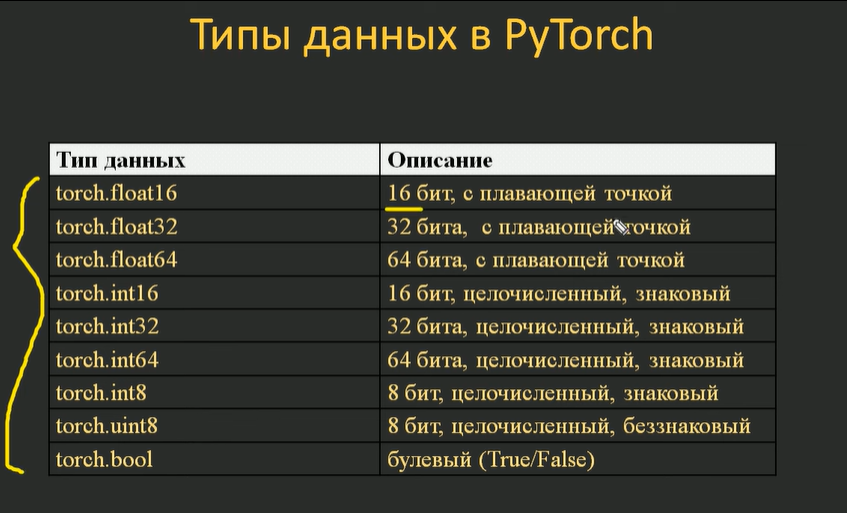 Типы данных в PyTorch
Тип данных Описание
torch.float16 16 бит, с плавающей точкой
torch.float32 32 бита, с плавающей точкой
torch.float64 64 бита, с плавающей точкой
torch.int16 16 бит, целочисленный, знаковый
torch.int32 32 бита, целочисленный, знаковый
torch.int64 64 бита, целочисленный, знаковый
torch.int8 8 бит, целочисленный, знаковый
torch.uint8 8 бит, целочисленный, беззнаковый
torch.bool булевый (True/False)